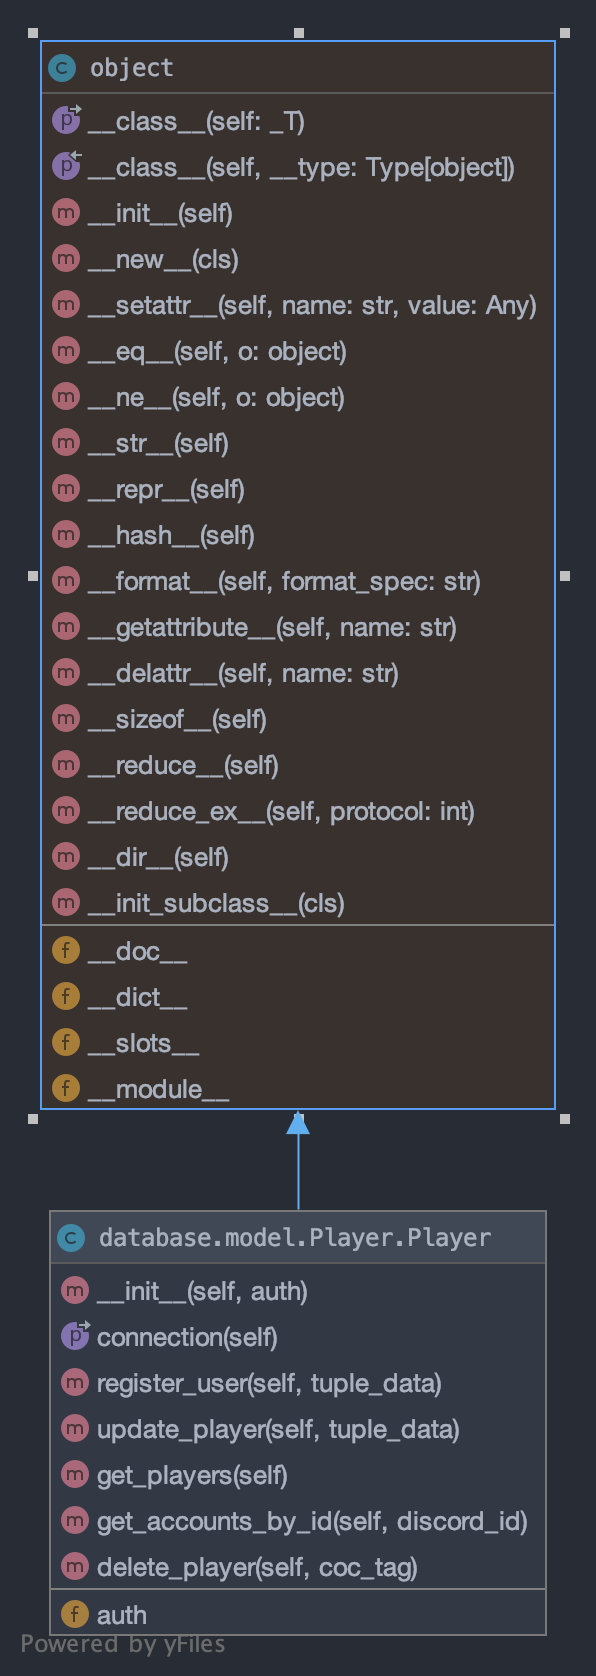 object
__class__(self: _T)
__class__(self, __type: Type[object])
__init__(self)
__new__(cls)
__setattr__(self, name: str, value: Any)
__eq__(self, o: object)
__ne__(self, o: object)
__str__(self)
__repr__(self)
__hash__(self)
__format__(self, format_spec: str)
__getattribute__(self, name: str)
__delattr__(self, name: str)
__sizeof__(self)
__reduce__(self)
__reduce_ex__(self, protocol: int)
__dir__(self)
__init_subclass__(cls)
__doc__
__dict__
__slots__
__module__
database.model.Player.Player
__init__(self, auth)
connection(self)
register_user(self, tuple_data)
update_player(self, tuple_data)
get_players(self)
get_accounts_by_id(self, discord_id)
delete_player(self, coc_tag)
auth
Powered by yFiles